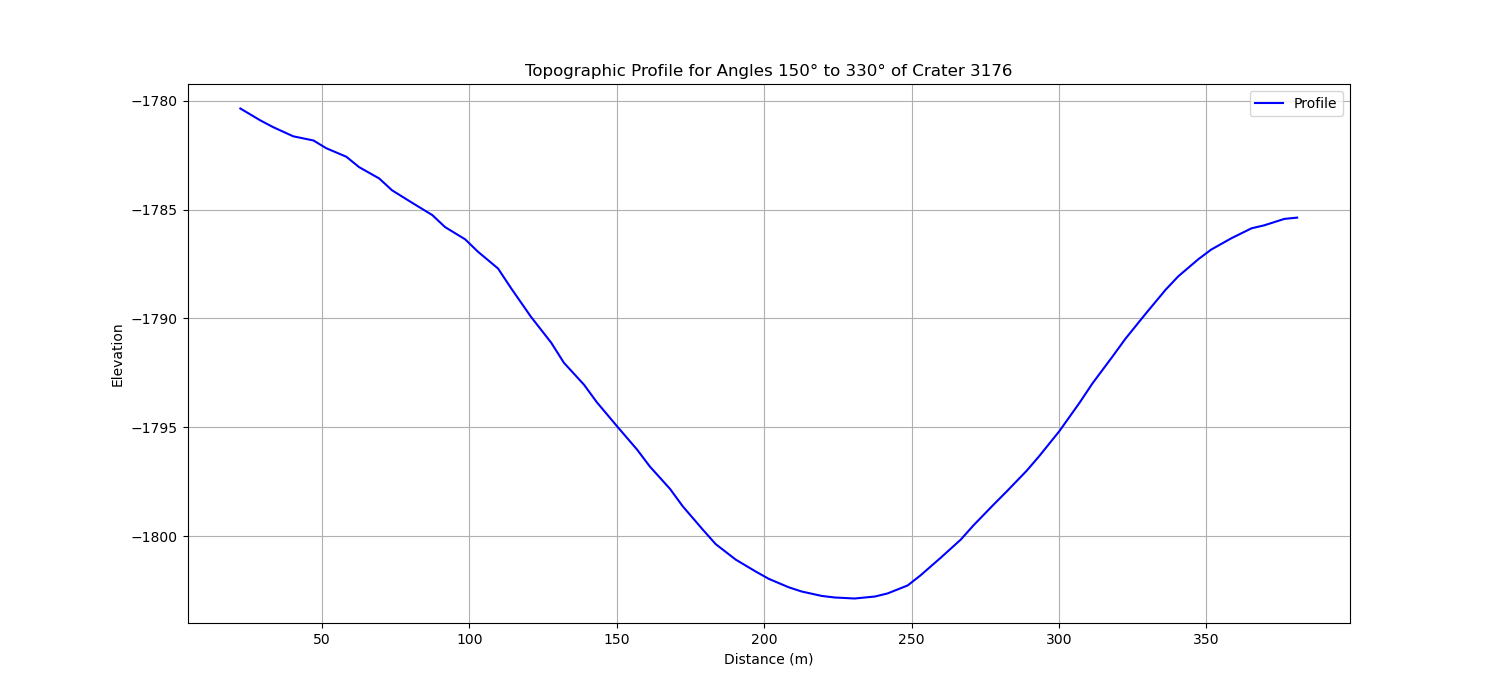 Topographic Profile for Angles 150° to 330° of Crater 3176
Profile
−1780
−1785
−1790
−1795
−1800
Elevation
50 100 150 200 250 300 350
Distance (m)